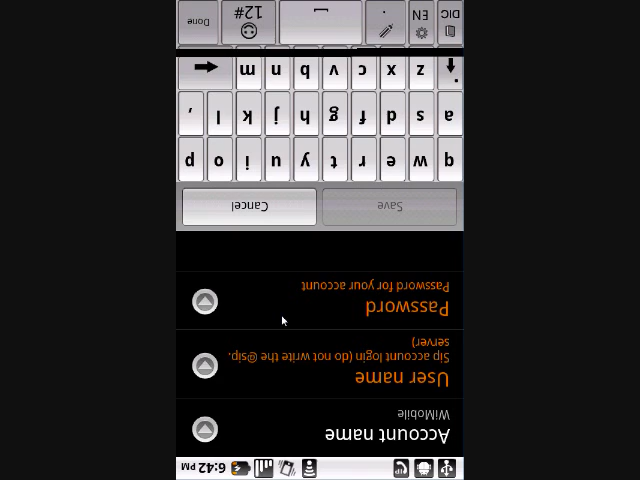 6:42 PM
Account name
WiMobile
User name
Sip account login (do not write the @sip.
server)
Password
Password for your account
Save
Cancel
q w e r t y u i o p
a s d f g h j k l '
z x c v b n m
DIC
EN
.
12#
Done